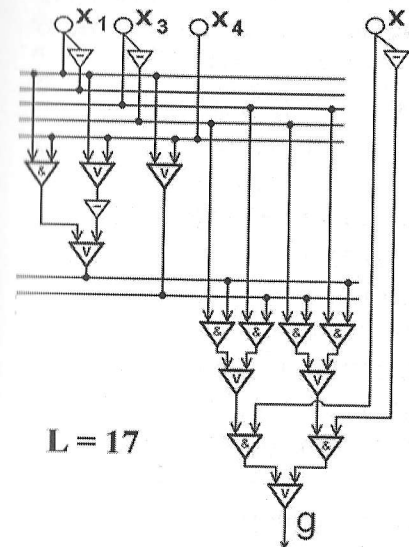 x1 x3 x4 x
− − −
& v v
−
v
& & & &
v v
& &
v
L = 17
g